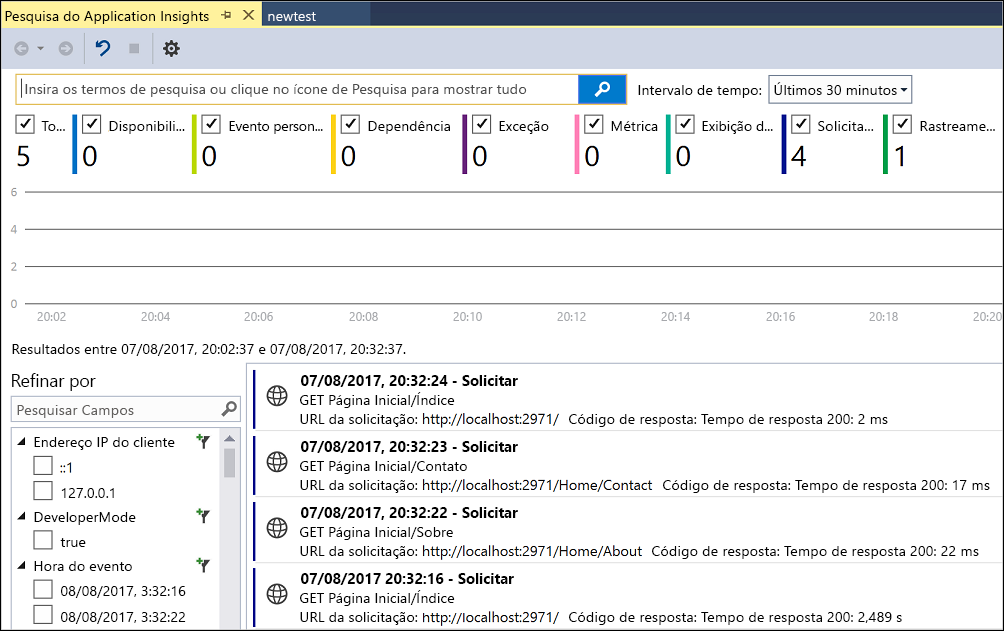 Pesquisa do Application Insights newtest
Insira os termos de pesquisa ou clique no ícone de Pesquisa para mostrar tudo Intervalo de tempo: Últimos 30 minutos
To... Disponibili... Evento person... Dependência Exceção Métrica Exibição d... Solicita... Rastreame...
5 0 0 0 0 0 0 4 1
6
4
2
0
20:02 20:04 20:06 20:08 20:10 20:12 20:14 20:16 20:18 20:20
Resultados entre 07/08/2017, 20:02:37 e 07/08/2017, 20:32:37.
Refinar por
Pesquisar Campos
Endereço IP do cliente
::1
127.0.0.1
DeveloperMode
true
Hora do evento
08/08/2017, 3:32:16
08/08/2017, 3:32:22
07/08/2017, 20:32:24 - Solicitar
GET Página Inicial/Índice
URL da solicitação: http://localhost:2971/ Código de resposta: Tempo de resposta 200: 2 ms
07/08/2017, 20:32:23 - Solicitar
GET Página Inicial/Contato
URL da solicitação: http://localhost:2971/Home/Contact Código de resposta: Tempo de resposta 200: 17 ms
07/08/2017, 20:32:22 - Solicitar
GET Página Inicial/Sobre
URL da solicitação: http://localhost:2971/Home/About Código de resposta: Tempo de resposta 200: 22 ms
07/08/2017 20:32:16 - Solicitar
GET Página Inicial/Índice
URL da solicitação: http://localhost:2971/ Código de resposta: Tempo de resposta 200: 2,489 s